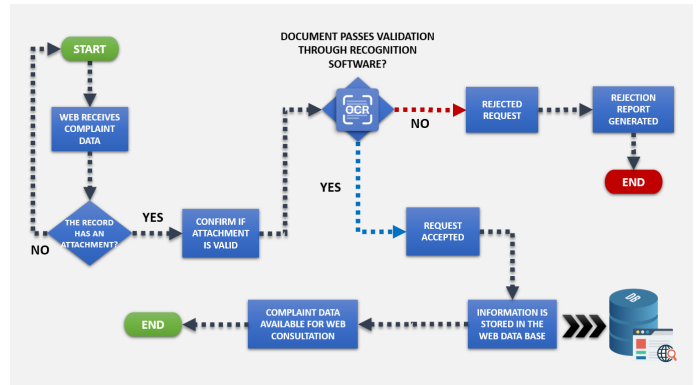 DOCUMENT PASSES VALIDATION
THROUGH RECOGNITION
SOFTWARE?
START
OCR
NO
REJECTED
REQUEST
REJECTION
REPORT
GENERATED
WEB RECEIVES
COMPLAINT
DATA
END
THE RECORD
HAS AN
ATTACHMENT?
NO
YES
CONFIRM IF
ATTACHMENT
IS VALID
YES
REQUEST
ACCEPTED
INFORMATION IS
STORED IN THE
WEB DATA BASE
DB
COMPLAINT DATA
AVAILABLE FOR WEB
CONSULTATION
END